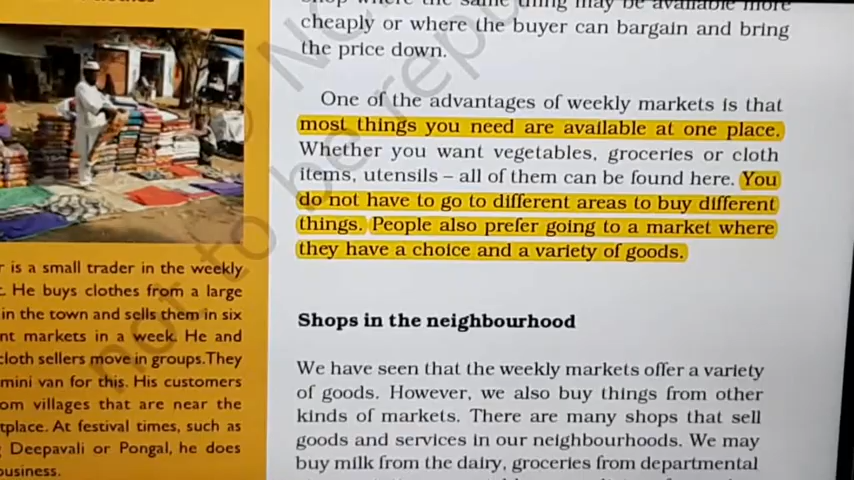 cheaply or where the buyer can bargain and bring
the price down.
One of the advantages of weekly markets is that
most things you need are available at one place.
Whether you want vegetables, groceries or cloth
items, utensils – all of them can be found here. You
do not have to go to different areas to buy different
things. People also prefer going to a market where
they have a choice and a variety of goods.
Shops in the neighbourhood
We have seen that the weekly markets offer a variety
of goods. However, we also buy things from other
kinds of markets. There are many shops that sell
goods and services in our neighbourhoods. We may
buy milk from the dairy, groceries from departmental
is a small trader in the weekly
He buys clothes from a large
in the town and sells them in six
markets in a week. He and
cloth sellers move in groups. They
mini van for this. His customers
villages that are near the
At festival times, such as
Deepavali or Pongal, he does
not to be